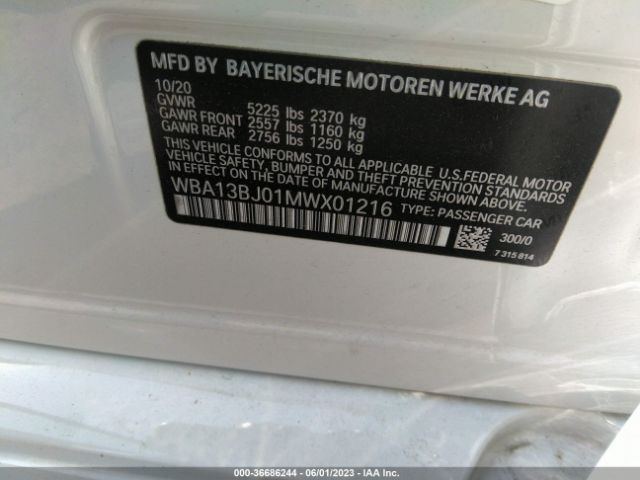 MFD BY BAYERISCHE MOTOREN WERKE AG
10/20
GVWR 5225 lbs 2370 kg
GAWR FRONT 2557 lbs 1160 kg
GAWR REAR 2756 lbs 1250 kg
THIS VEHICLE CONFORMS TO ALL APPLICABLE U.S.FEDERAL MOTOR
VEHICLE SAFETY, BUMPER, AND THEFT PREVENTION STANDARDS
IN EFFECT ON THE DATE OF MANUFACTURE SHOWN ABOVE.
WBA13BJ01MWX01216 TYPE: PASSENGER CAR
300/0
7 315 814
000-36686244 - 06/01/2023 - IAA Inc.